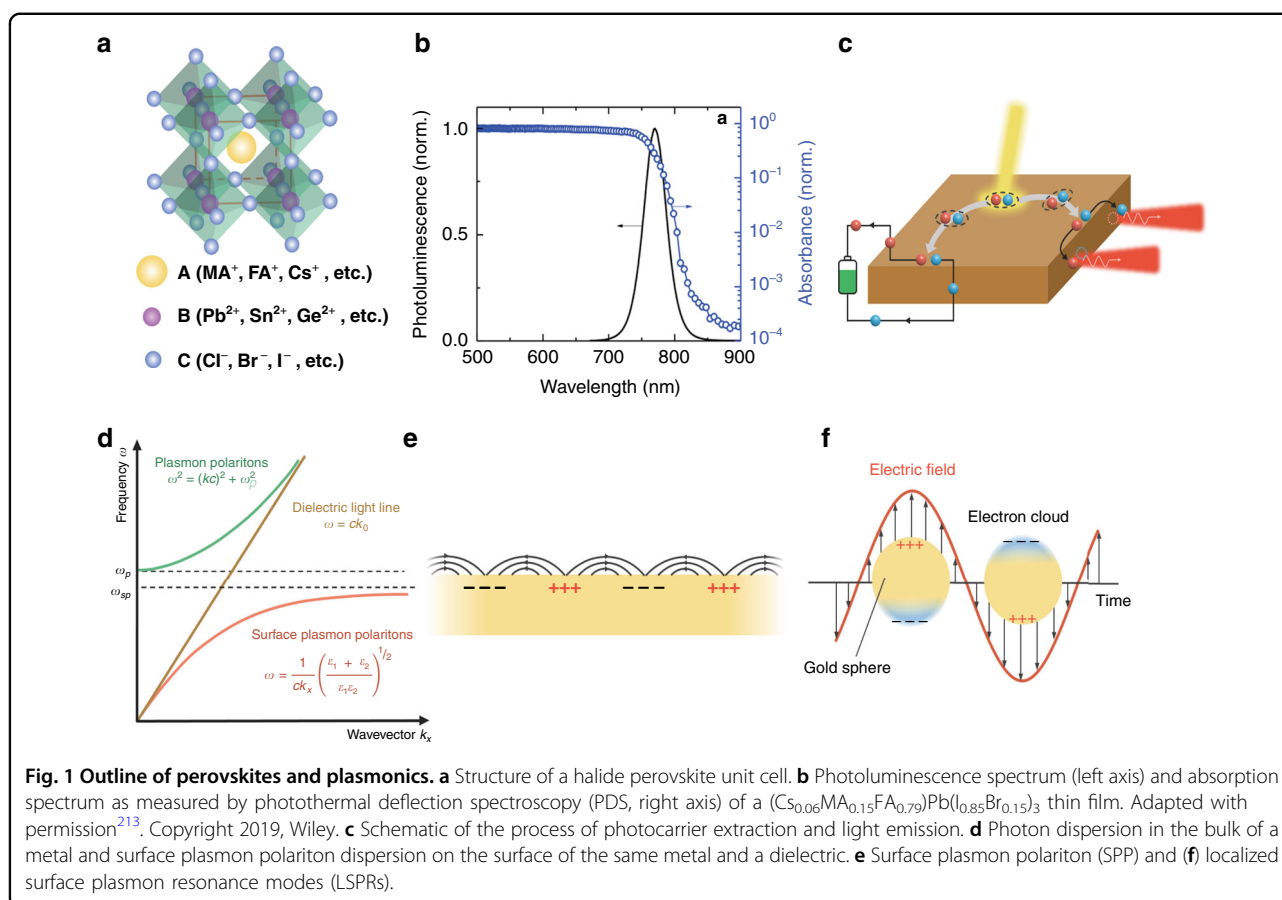 a
A (MA⁺, FA⁺, Cs⁺ , etc.)
B (Pb²⁺, Sn²⁺, Ge²⁺ , etc.)
C (Cl⁻, Br⁻, I⁻ , etc.)
b
a
Photoluminescence (norm.)
1.0
0.5
0.0
500 600 700 800 900
Wavelength (nm)
10⁰
10⁻¹
10⁻²
10⁻³
10⁻⁴
Absorbance (norm.)
c
d
Frequency ω
Plasmon polaritons
ω² = (kc)² + ω²ₚ
Dielectric light line
ω = ck₀
ωₚ
ωₛₚ
Surface plasmon polaritons
ω = 1/ckₓ (ε₁ + ε₂/ε₁ε₂)^1/2
Wavevector kₓ
e
– – – +++ – – – +++
f
Electric field
Electron cloud
+++
– – –
– – –
+++
Time
Gold sphere
Fig. 1 Outline of perovskites and plasmonics. a Structure of a halide perovskite unit cell. b Photoluminescence spectrum (left axis) and absorption
spectrum as measured by photothermal deflection spectroscopy (PDS, right axis) of a (Cs₀.₀₆MA₀.₁₅FA₀.₇₉)Pb(I₀.₈₅Br₀.₁₅)₃ thin film. Adapted with
permission²¹³. Copyright 2019, Wiley. c Schematic of the process of photocarrier extraction and light emission. d Photon dispersion in the bulk of a
metal and surface plasmon polariton dispersion on the surface of the same metal and a dielectric. e Surface plasmon polariton (SPP) and (f) localized
surface plasmon resonance modes (LSPRs).